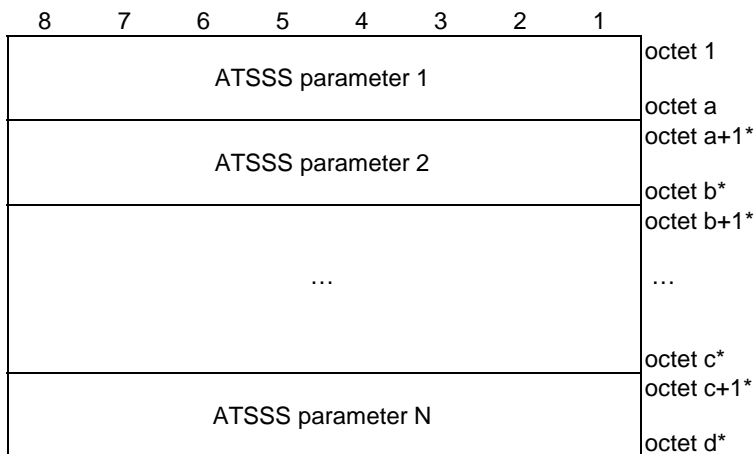 8 7 6 5 4 3 2 1
octet 1
ATSSS parameter 1
octet a
octet a+1*
ATSSS parameter 2
octet b*
octet b+1*
… …
octet c*
octet c+1*
ATSSS parameter N
octet d*